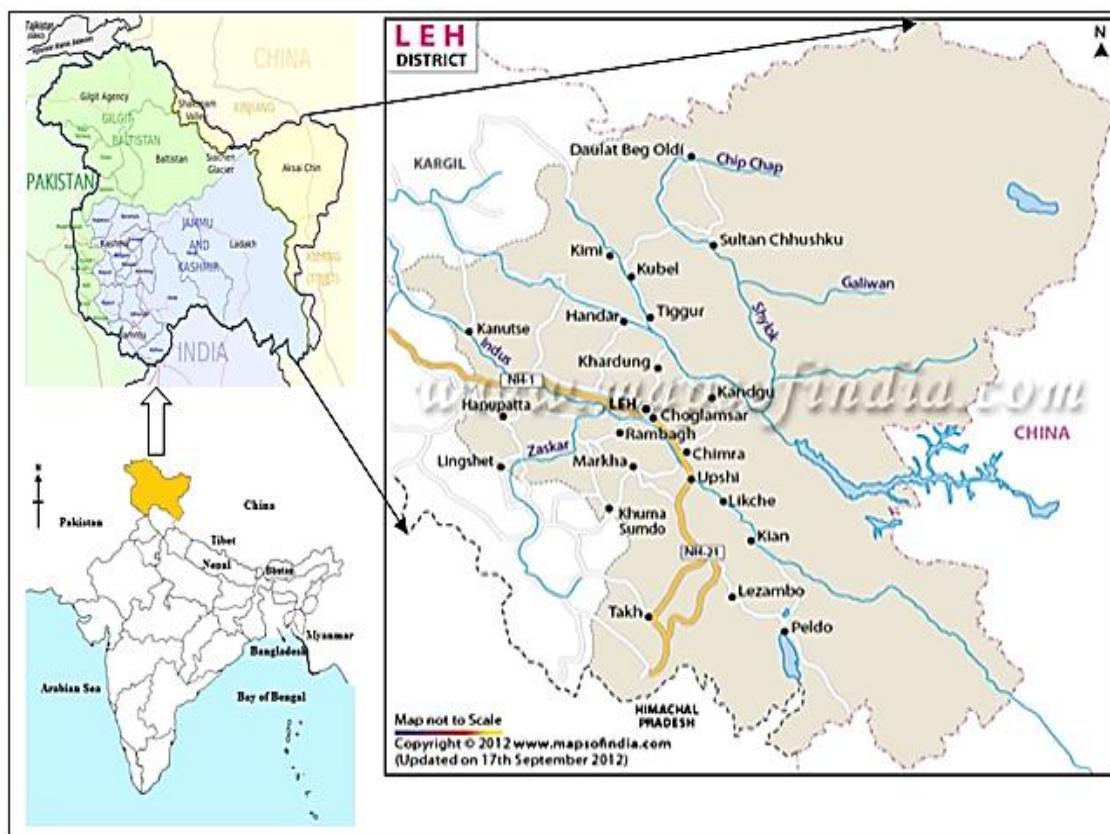 Tajikistan
CHINA
Gilgit Agency
Shaksgam
Valley
XINJIANG
GILGIT
BALTISTAN
Baltistan
Siachen
Glacier
Aksai Chin
PAKISTAN
JAMMU
AND
KASHMIR
Ladakh
Kashmir
Jammu
XIZANG
(TIBET)
INDIA
N
China
Pakistan
Tibet
Nepal
Bhutan
Myanmar
Bangladesh
Arabian Sea
Bay of Bengal
LEH
DISTRICT
N
KARGIL
Daulat Beg Oldi
Chip Chap
Sultan Chhushku
Kimi
Kubel
Galiwan
Handar
Tiggur
Shylok
Kanutse
Indus
Khardung
NH-1
www.mapsofindia.com
Kandgu
Hanupatta
LEH
Choglamsar
CHINA
Rambagh
Zaskar
Chimra
Lingshet
Markha
Upshi
Likche
Khuma
Sumdo
Kian
NH-21
Lezambo
Takh
Peldo
HIMACHAL
PRADESH
Map not to Scale
Copyright © 2012 www.mapsofindia.com
(Updated on 17th September 2012)